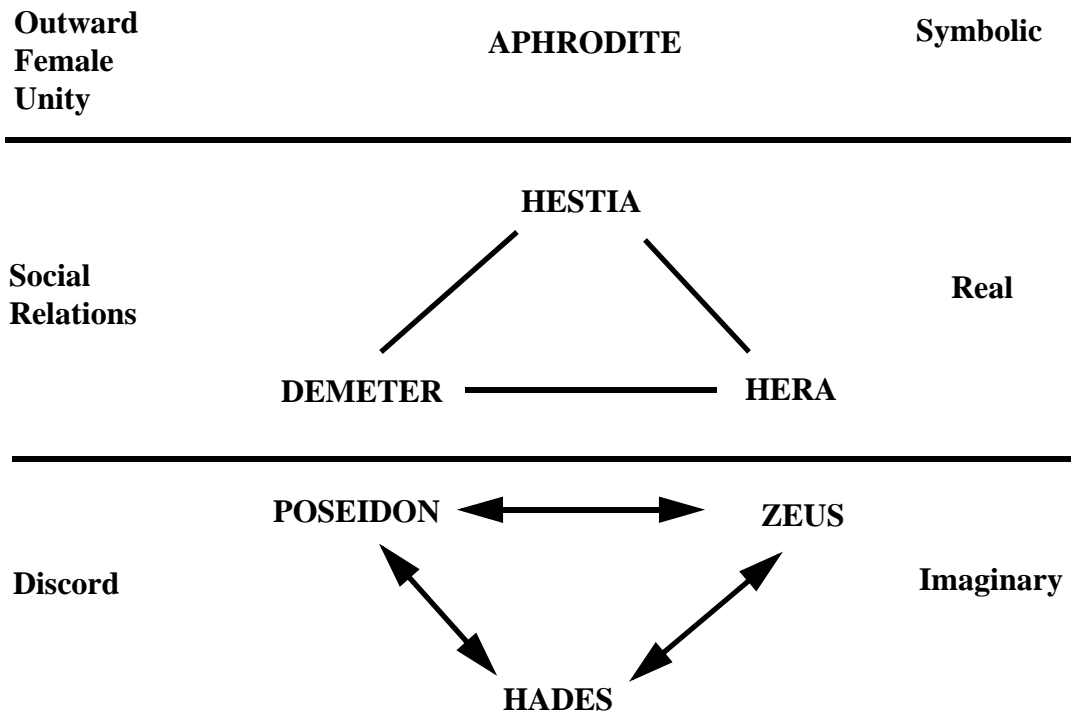 Outward
Female
Unity
APHRODITE
Symbolic
HESTIA
Social
Relations
Real
DEMETER
HERA
POSEIDON
ZEUS
Discord
Imaginary
HADES